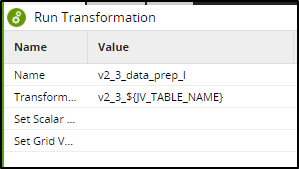 Run Transformation
Name Value
Name v2_3_data_prep_l
Transform... v2_3_${JV_TABLE_NAME}
Set Scalar ...
Set Grid V...